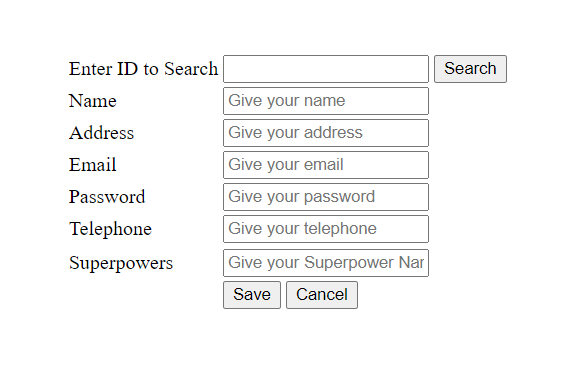 Enter ID to Search Search
Name Give your name
Address Give your address
Email Give your email
Password Give your password
Telephone Give your telephone
Superpowers Give your Superpower Nar
Save Cancel